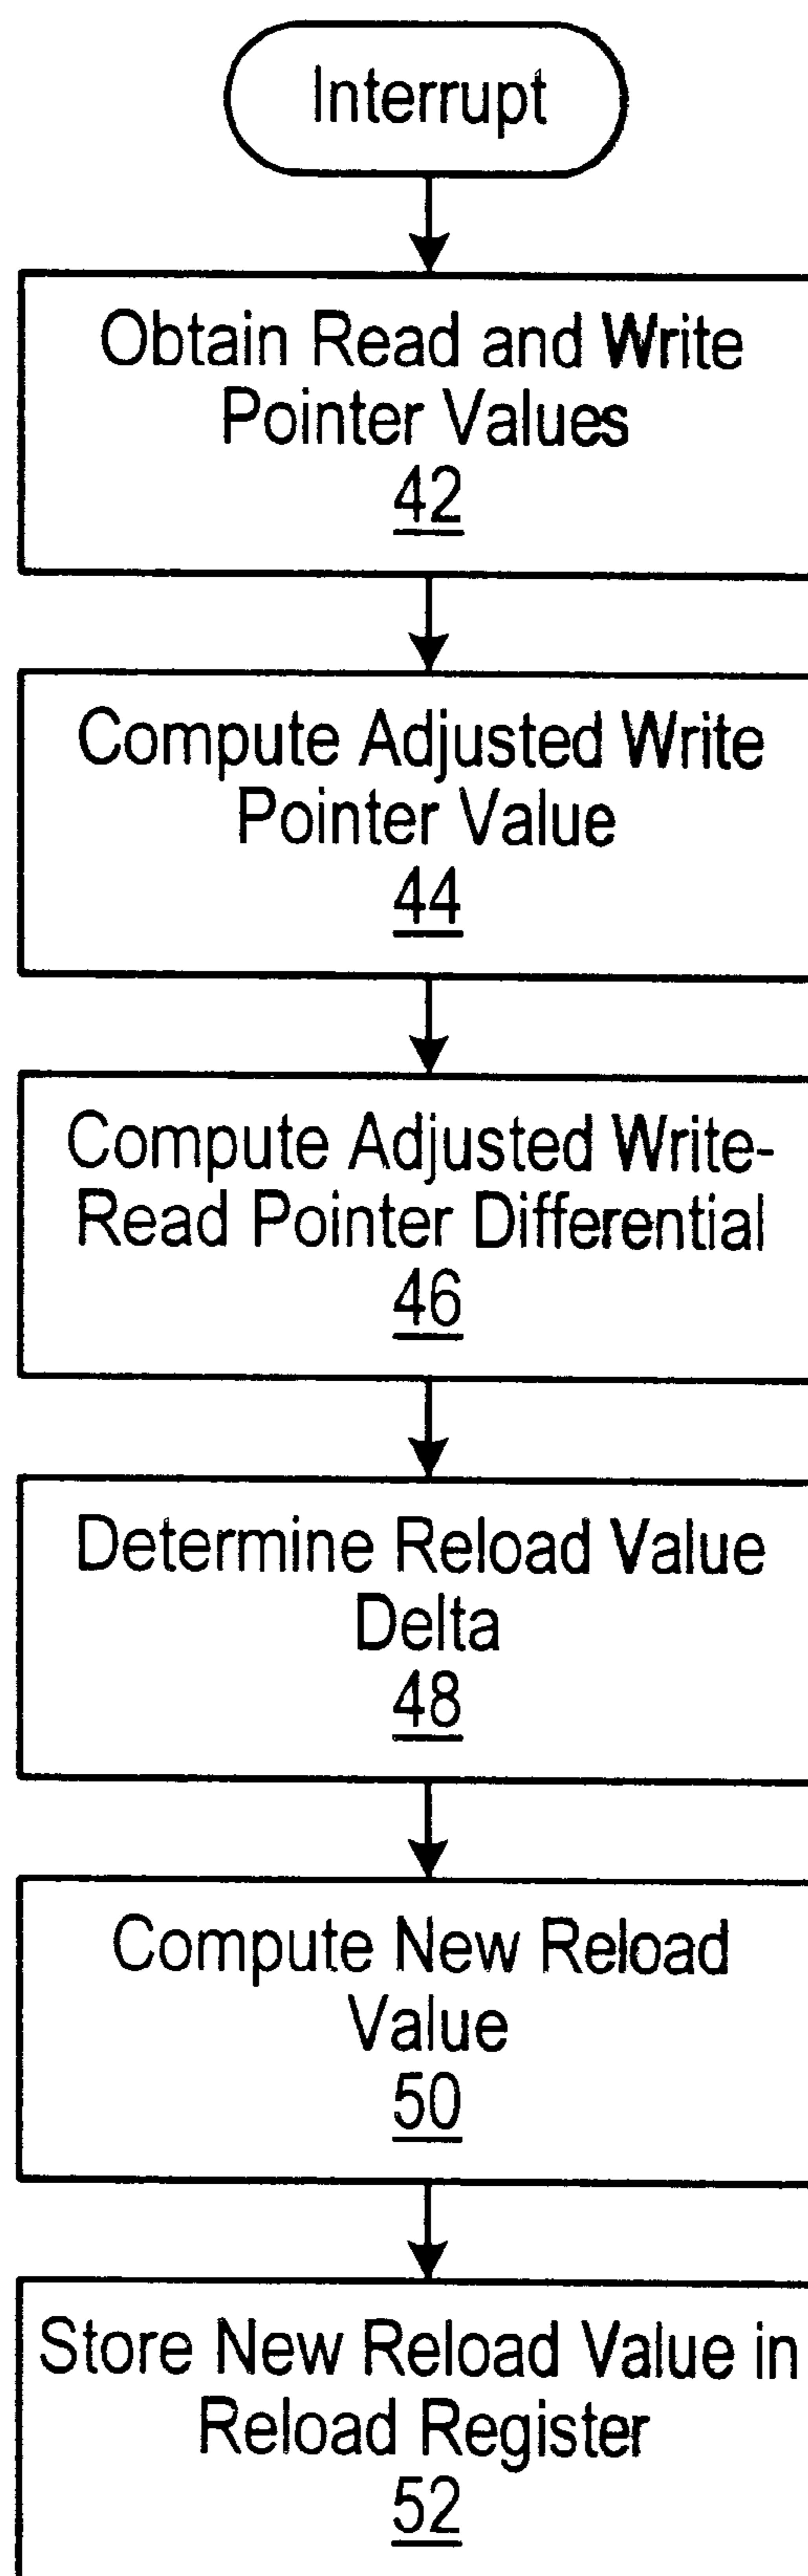 Interrupt
Obtain Read and Write
Pointer Values
42
Compute Adjusted Write
Pointer Value
44
Compute Adjusted Write-
Read Pointer Differential
46
Determine Reload Value
Delta
48
Compute New Reload
Value
50
Store New Reload Value in
Reload Register
52